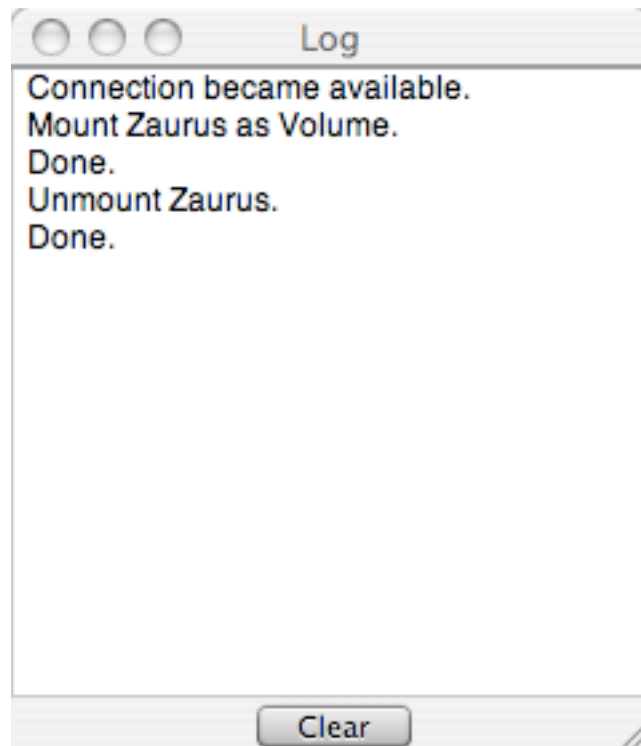 Log
Connection became available.
Mount Zaurus as Volume.
Done.
Unmount Zaurus.
Done.
Clear